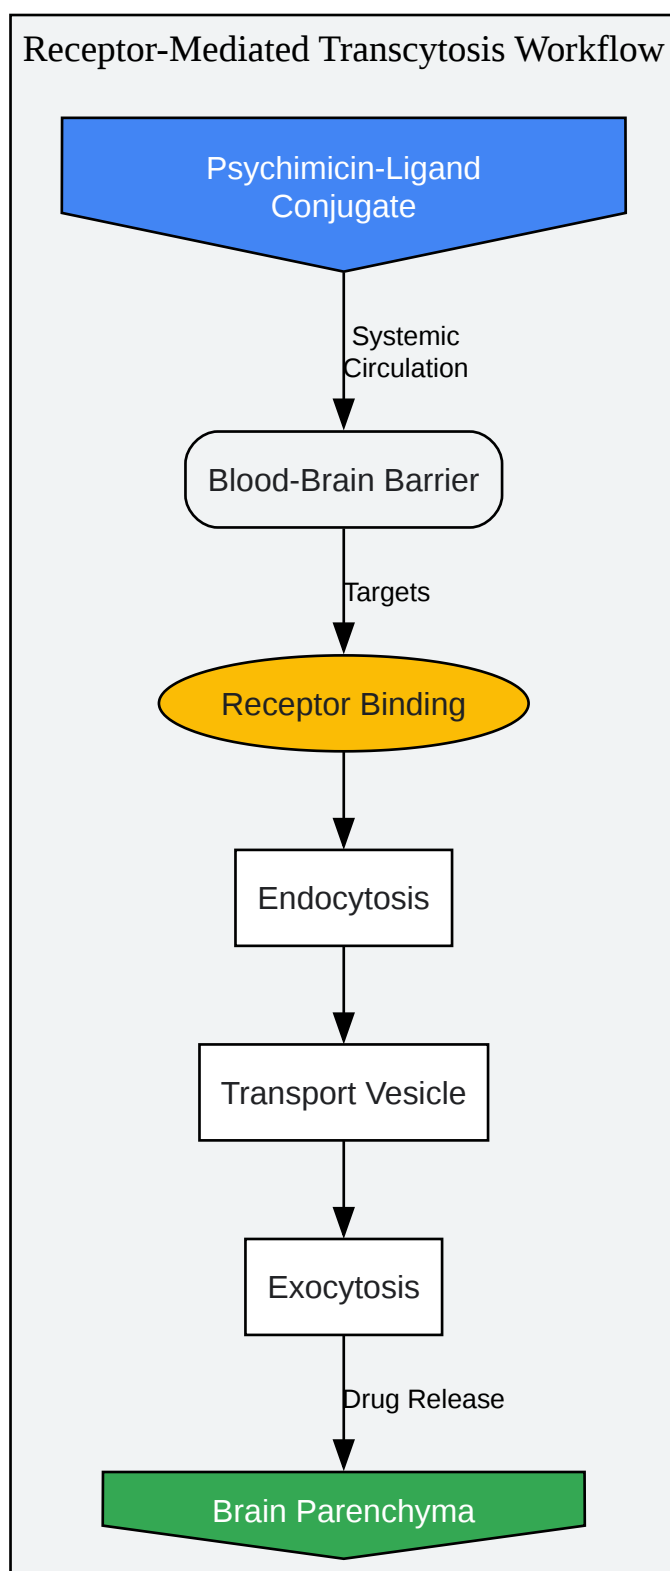 Receptor-Mediated Transcytosis Workflow
Psychimicin-Ligand
Conjugate
Systemic
Circulation
Blood-Brain Barrier
Targets
Receptor Binding
Endocytosis
Transport Vesicle
Exocytosis
Drug Release
Brain Parenchyma